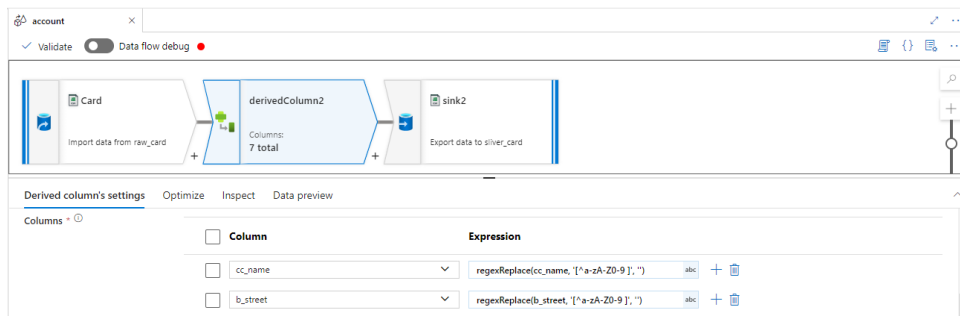 account
Validate
Data flow debug
{}
Card
Import data from raw_card
+
derivedColumn2
Columns:
7 total
+
sink2
Export data to sliver_card
+
Derived column's settings
Optimize
Inspect
Data preview
Columns *
Column
Expression
cc_name
regexReplace(cc_name, '[^a-zA-Z0-9 ]', '')
abc
b_street
regexReplace(b_street, '[^a-zA-Z0-9 ]', '')
abc